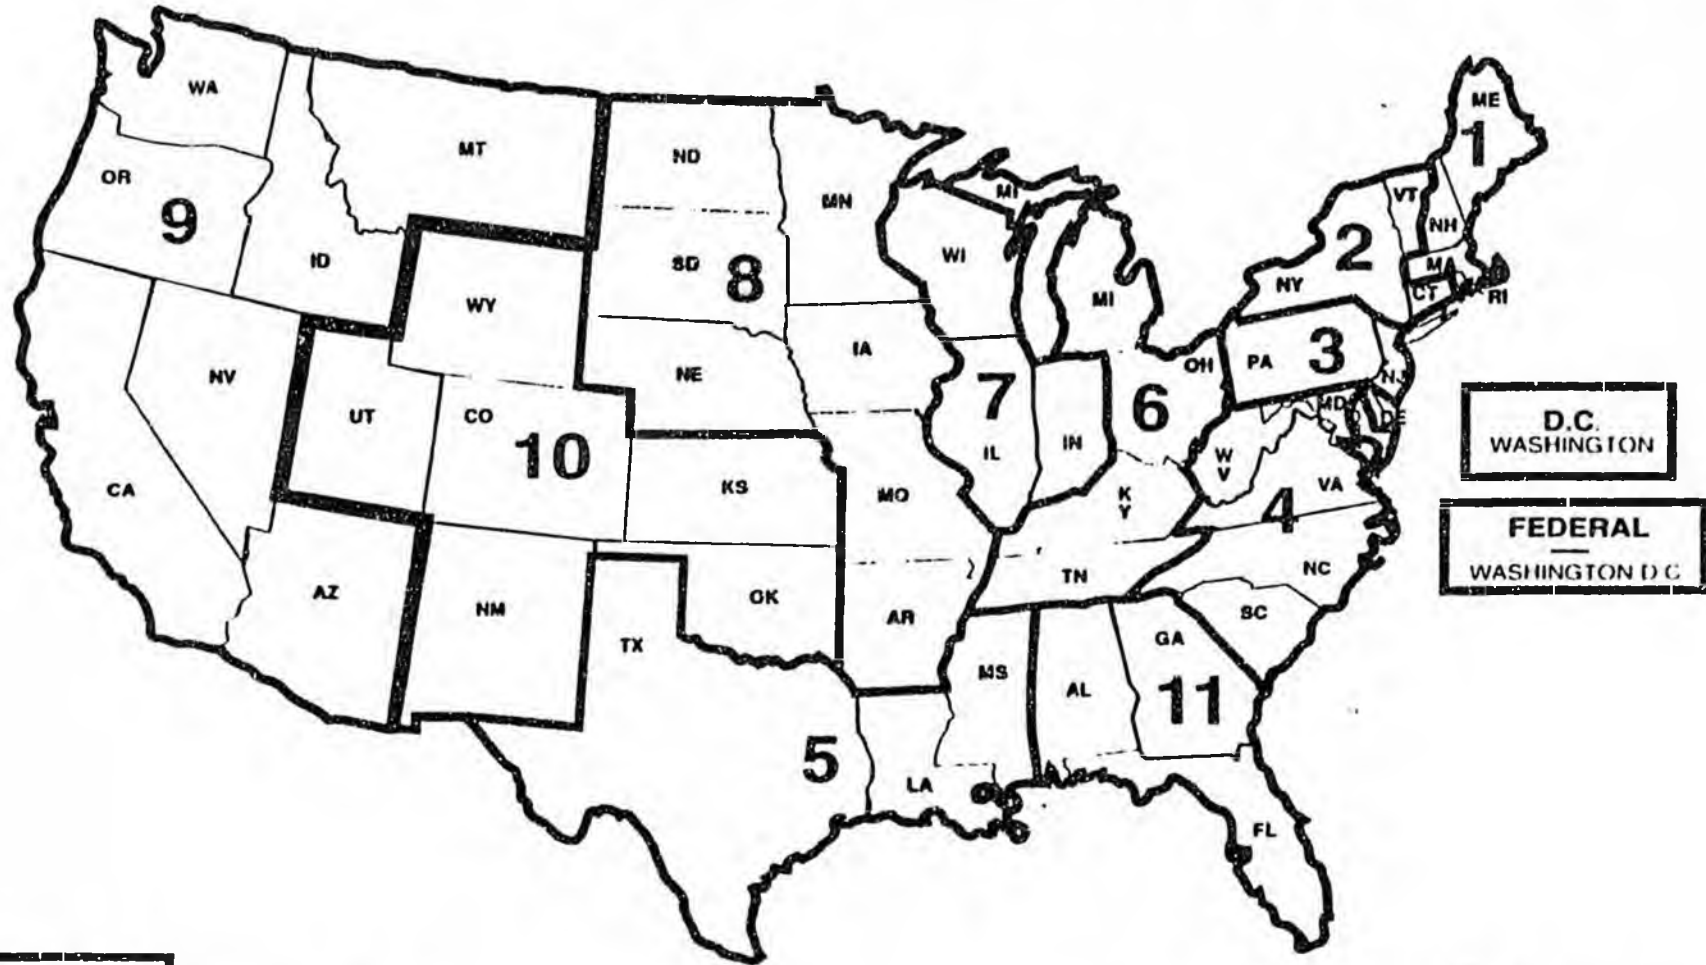 WA
ME
1
MT
OR
ND
MI
MN
VT
9
NH
2
ID
SD
8
WI
MA
NY
MI
CT
RI
WY
IA
3
OH
PA
NV
NE
7
NJ
6
MD
DE
UT
CO
10
IN
D.C.
WASHINGTON
IL
W
V
CA
KS
MO
K
Y
VA
4
FEDERAL
WASHINGTON D C
NC
TN
AZ
NM
OK
AR
SC
TX
GA
MS
AL
11
5
LA
FL